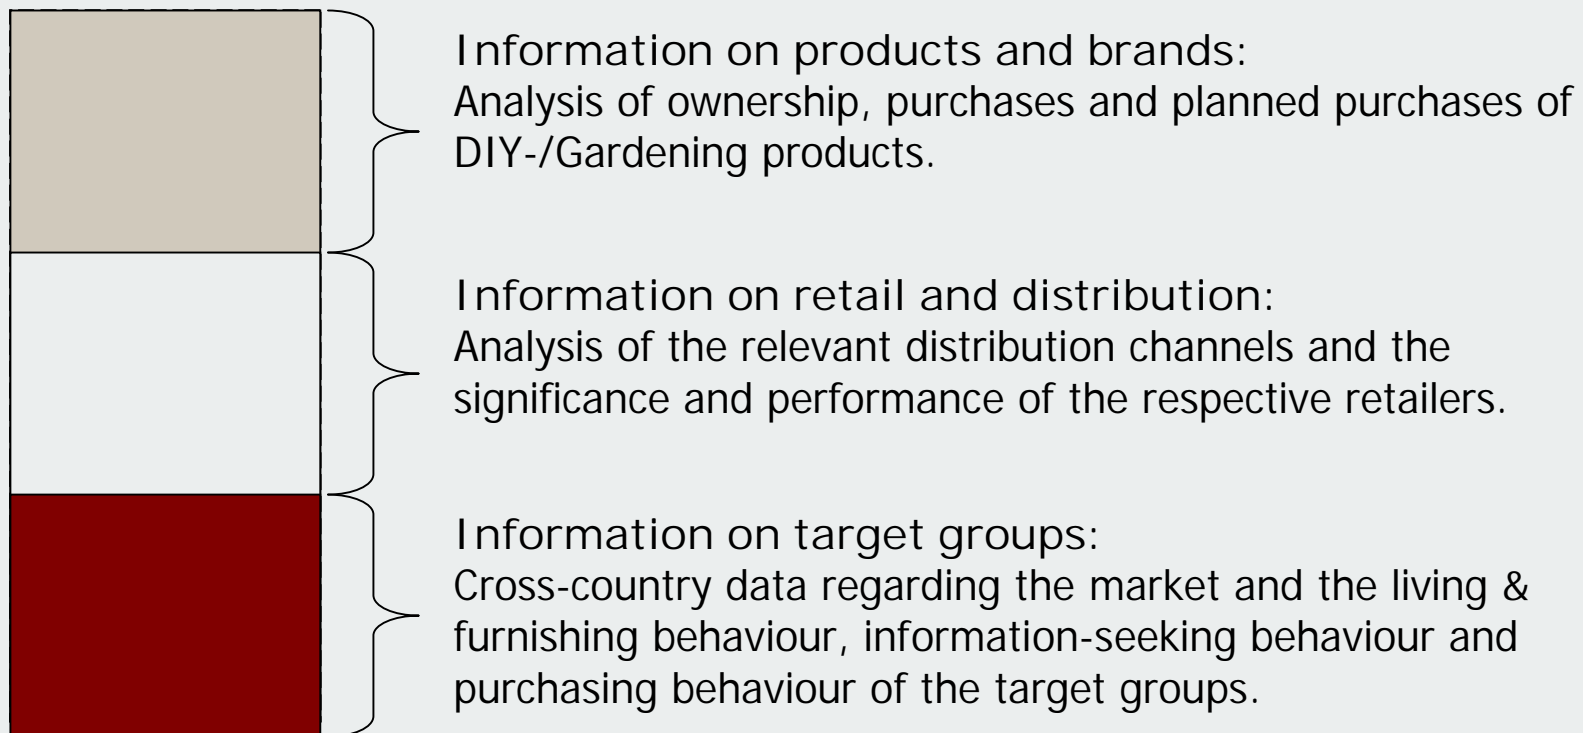 Information on products and brands:
Analysis of ownership, purchases and planned purchases of
DIY-/Gardening products.
Information on retail and distribution:
Analysis of the relevant distribution channels and the
significance and performance of the respective retailers.
Information on target groups:
Cross-country data regarding the market and the living &
furnishing behaviour, information-seeking behaviour and
purchasing behaviour of the target groups.